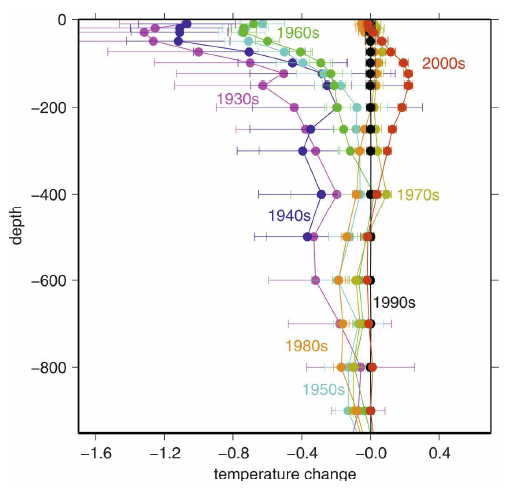 0
1960s
2000s
1930s
−200
−400
1970s
1940s
depth
−600
1990s
1980s
−800
1950s
−1.6
−1.2
−0.8
−0.4
−0.0
0.4
temperature change